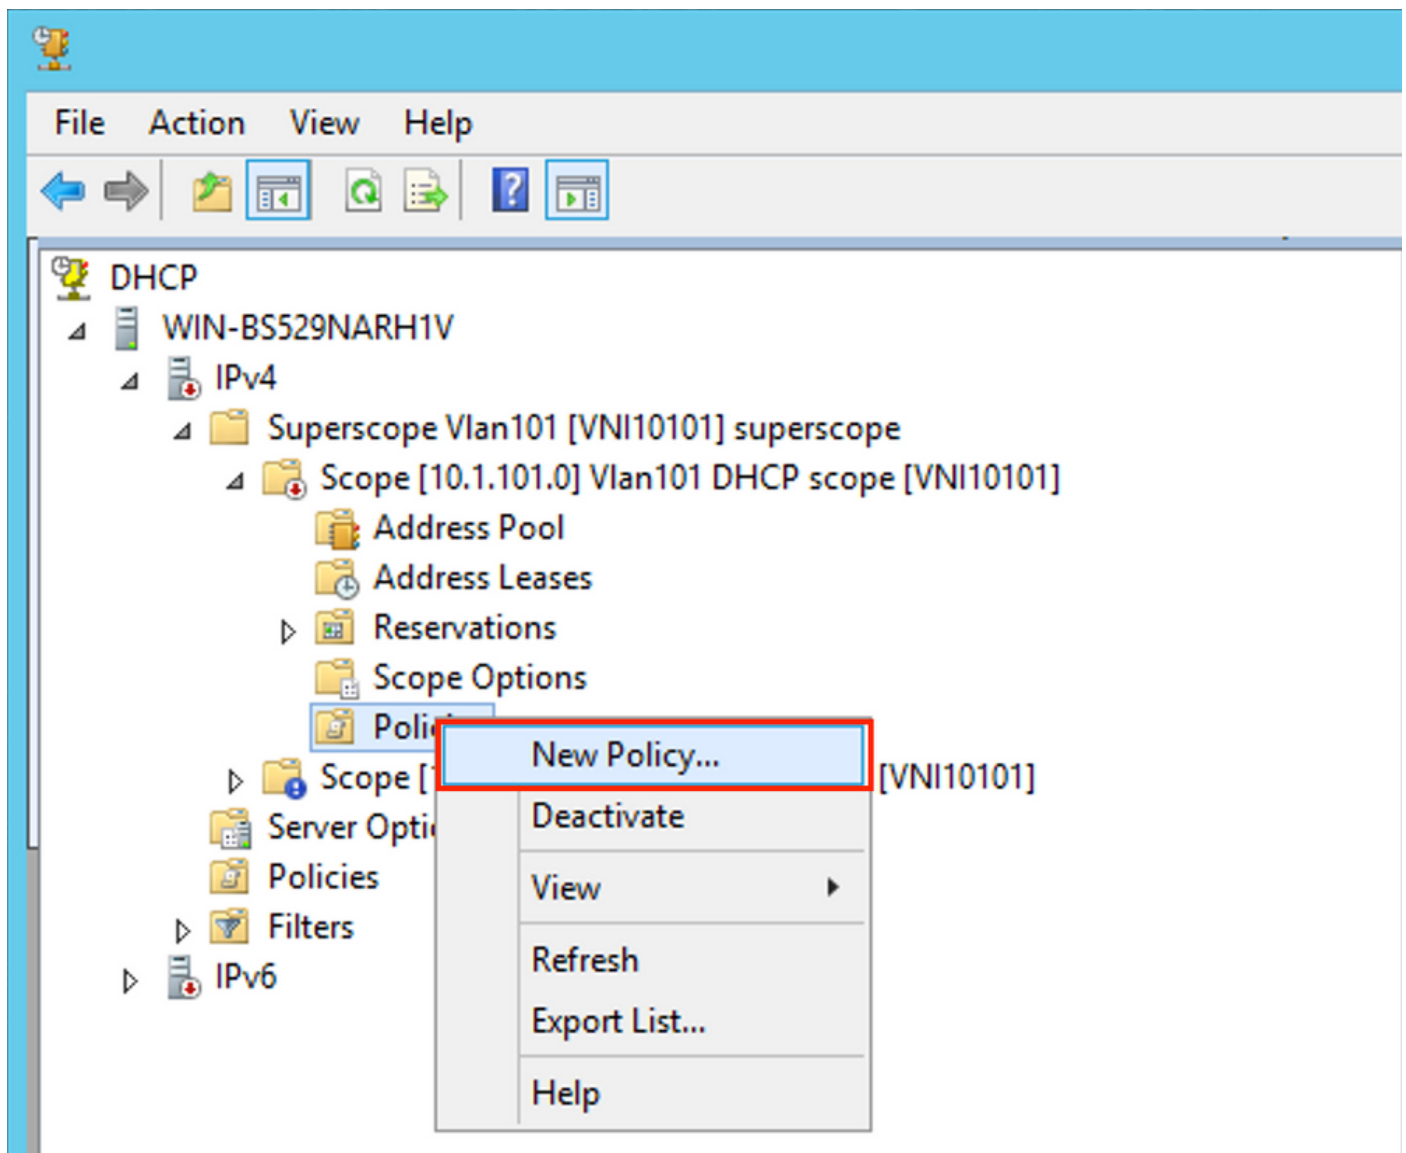 File Action View Help
DHCP
WIN-BS529NARH1V
IPv4
Superscope Vlan101 [VNI10101] superscope
Scope [10.1.101.0] Vlan101 DHCP scope [VNI10101]
Address Pool
Address Leases
Reservations
Scope Options
New Policy...
Scope [VNI10101]
Deactivate
Server
Policies
View
Filters
Refresh
IPv6
Export List...
Help